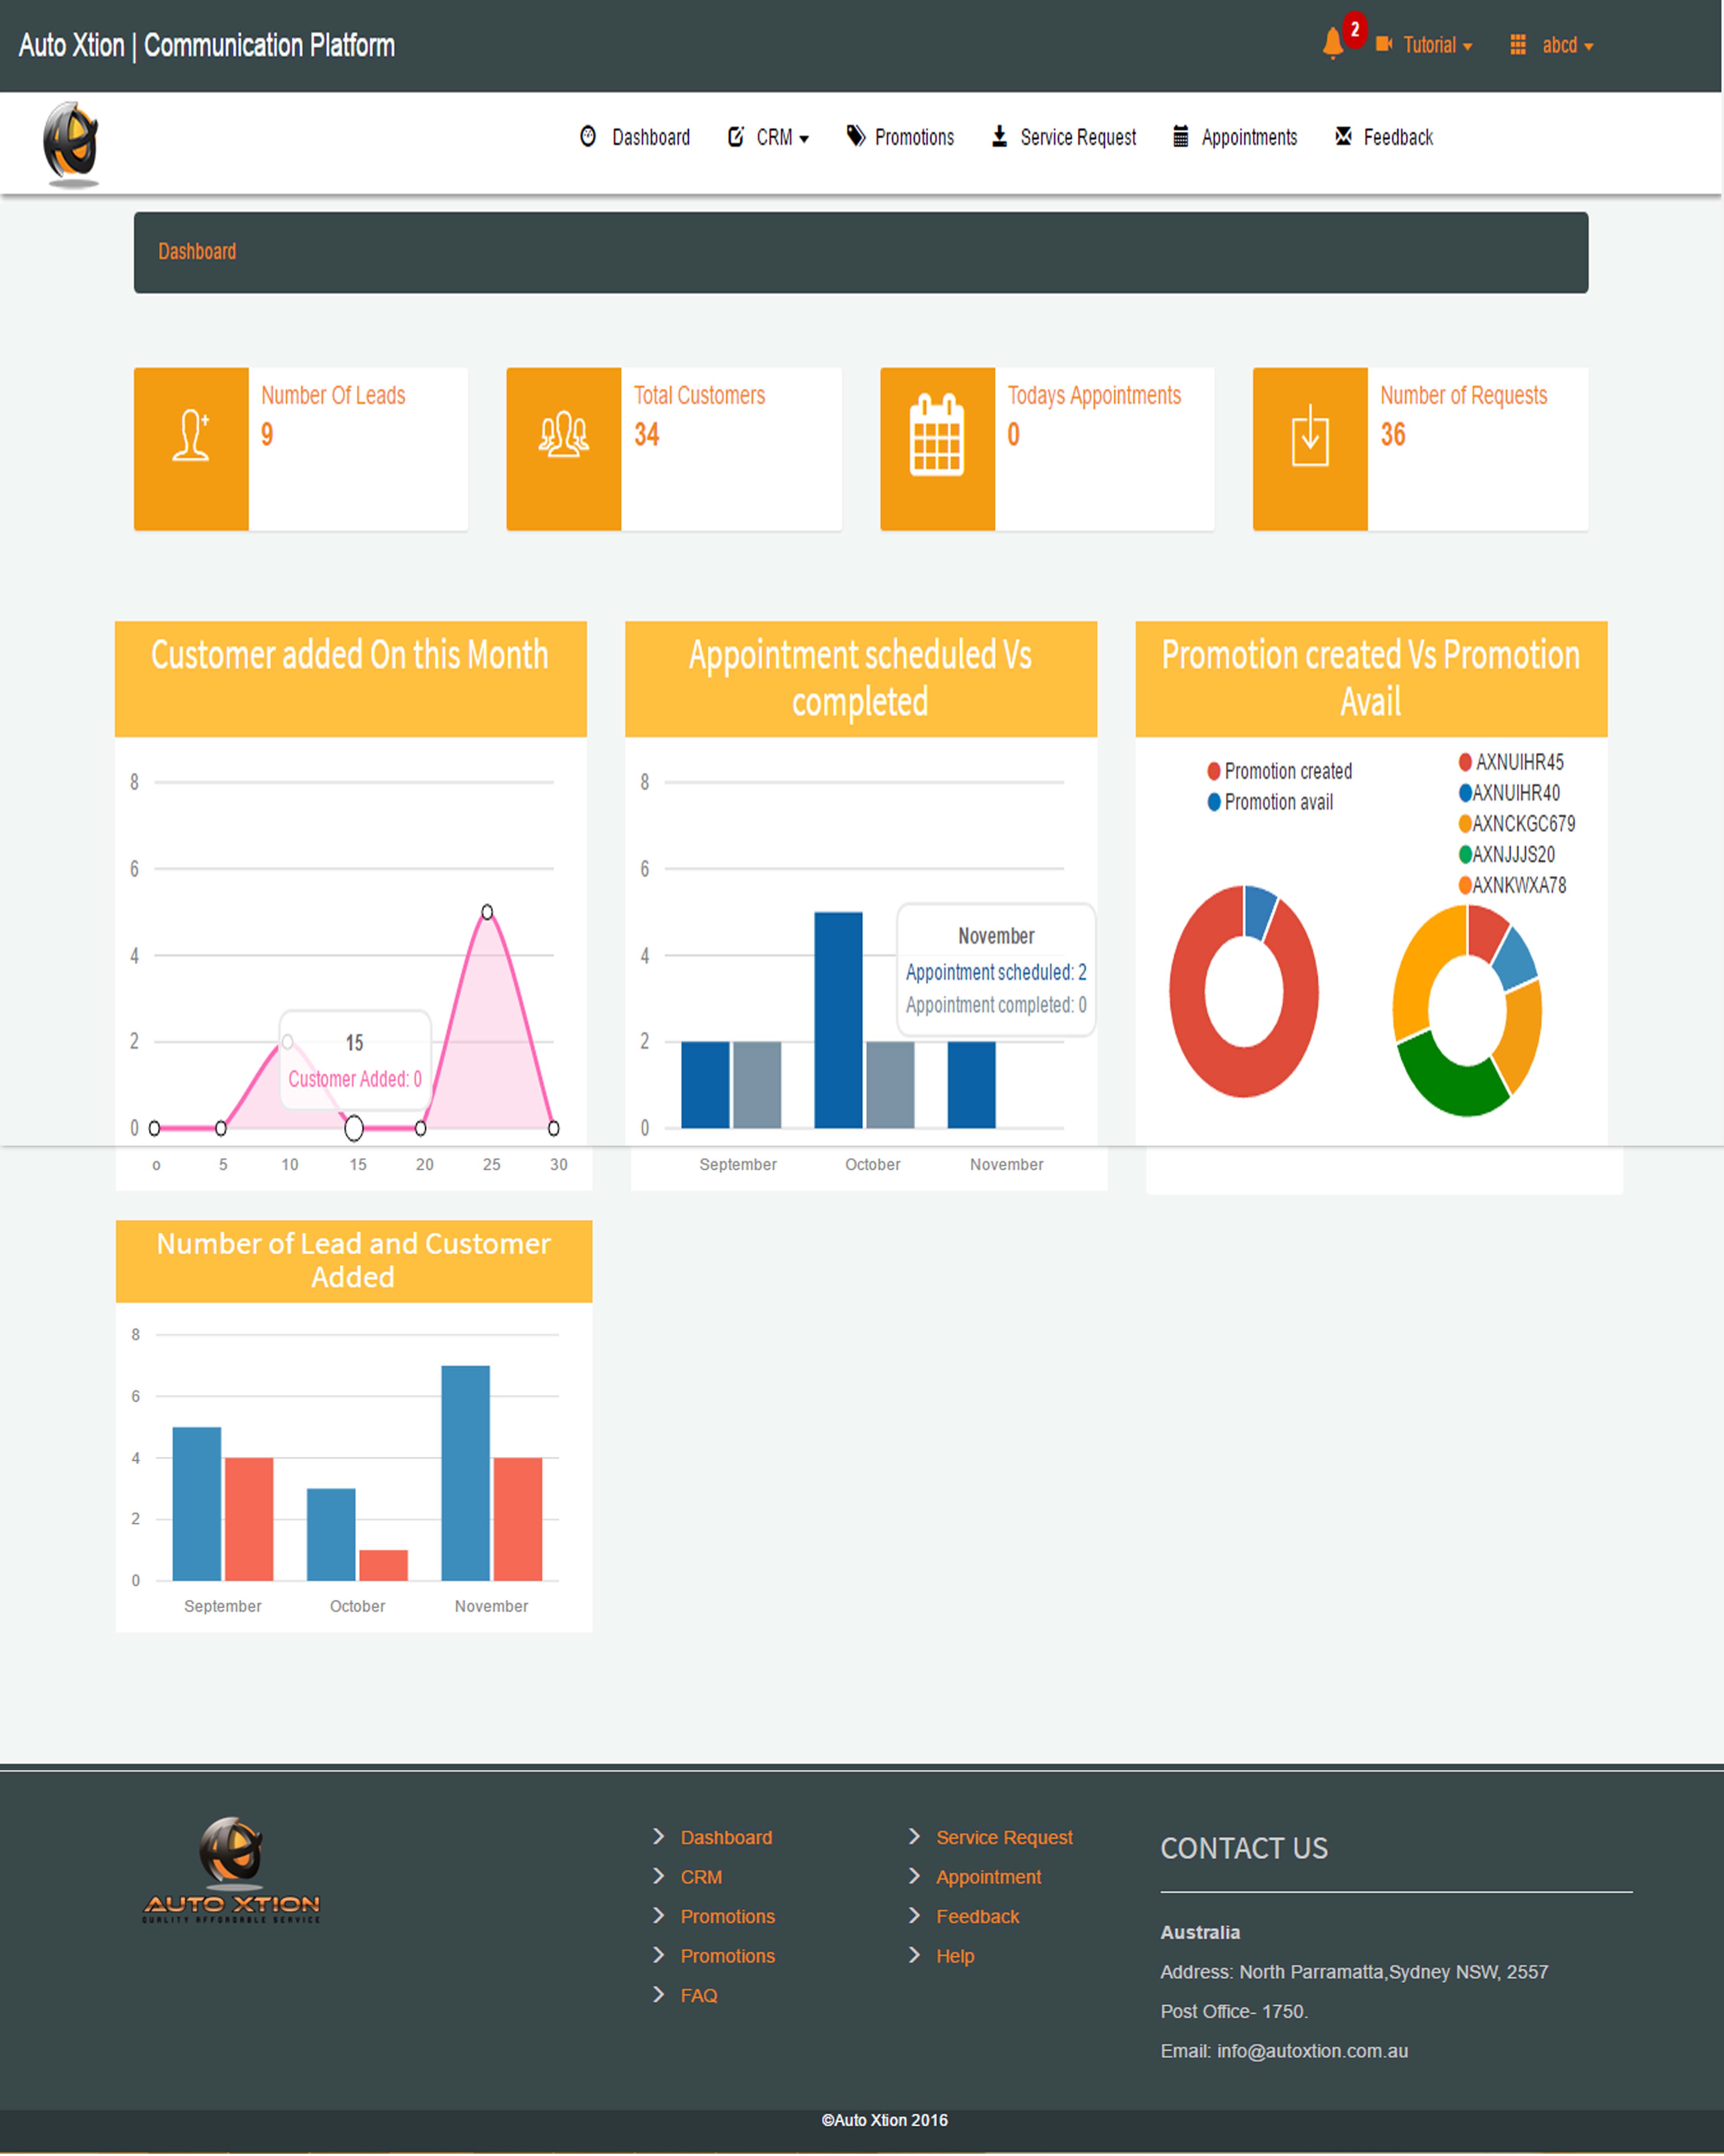 Auto Xtion | Communication Platform
2
Tutorial
abcd
Dashboard
CRM
Promotions
Service Request
Appointments
Feedback
Dashboard
Number Of Leads
9
Total Customers
34
Todays Appointments
0
Number of Requests
36
Customer added On this Month
8
6
4
2
0
15
Customer Added: 0
o 5 10 15 20 25 30
Appointment scheduled Vs
completed
8
6
4
2
0
November
Appointment scheduled: 2
Appointment completed: 0
September October November
Promotion created Vs Promotion
Avail
Promotion created
Promotion avail
AXNUIHR45
AXNUIHR40
AXNCKGC679
AXNJJJS20
AXNKWXA78
Number of Lead and Customer
Added
8
6
4
2
0
September October November
AUTO XTION
QUALITY AFFORDABLE SERVICE
Dashboard
CRM
Promotions
Promotions
FAQ
Service Request
Appointment
Feedback
Help
CONTACT US
Australia
Address: North Parramatta,Sydney NSW, 2557
Post Office- 1750.
Email: info@autoxtion.com.au
©Auto Xtion 2016